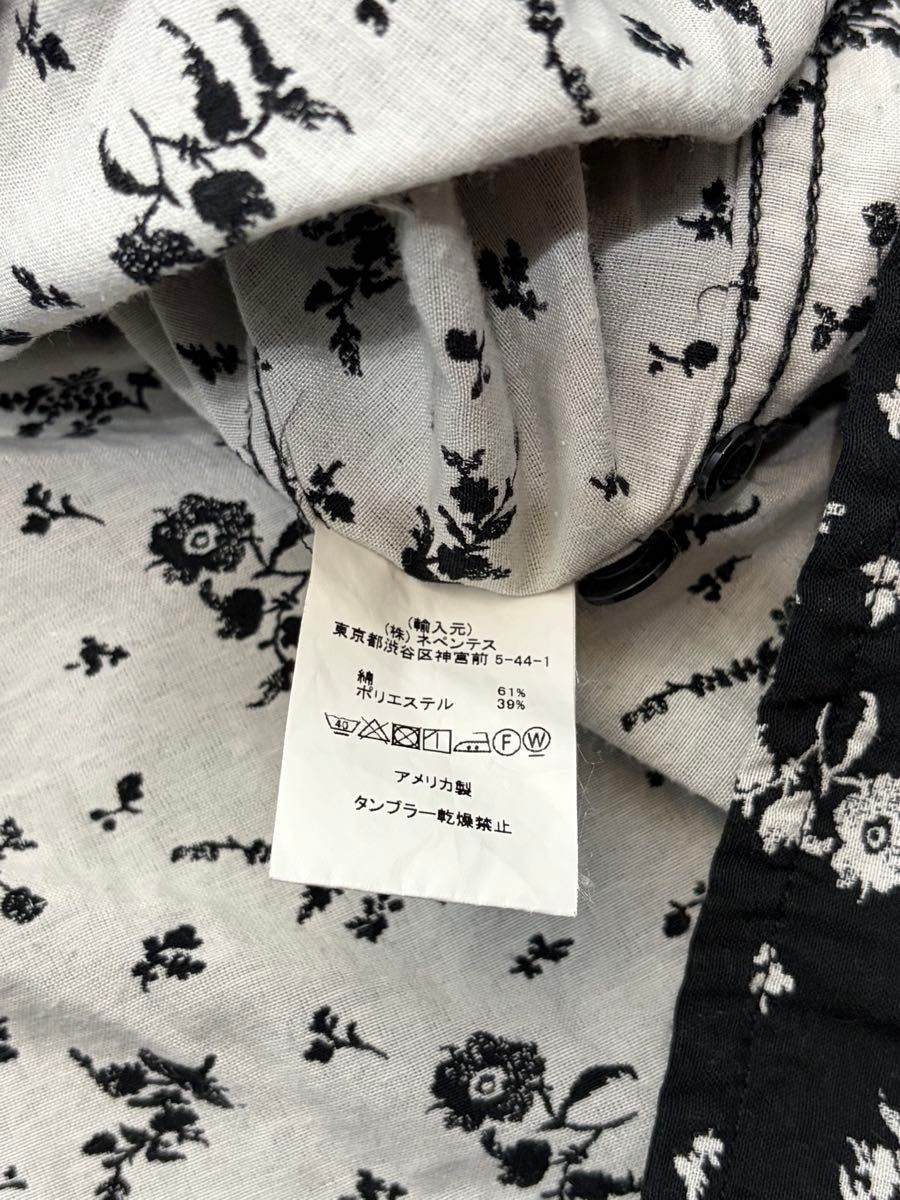 (輸入元)
(株) ネペンテス
東京都渋谷区神宮前 5-44-1
綿 61%
ポリエステル 39%
40 F W
アメリカ製
タンブラー乾燥禁止